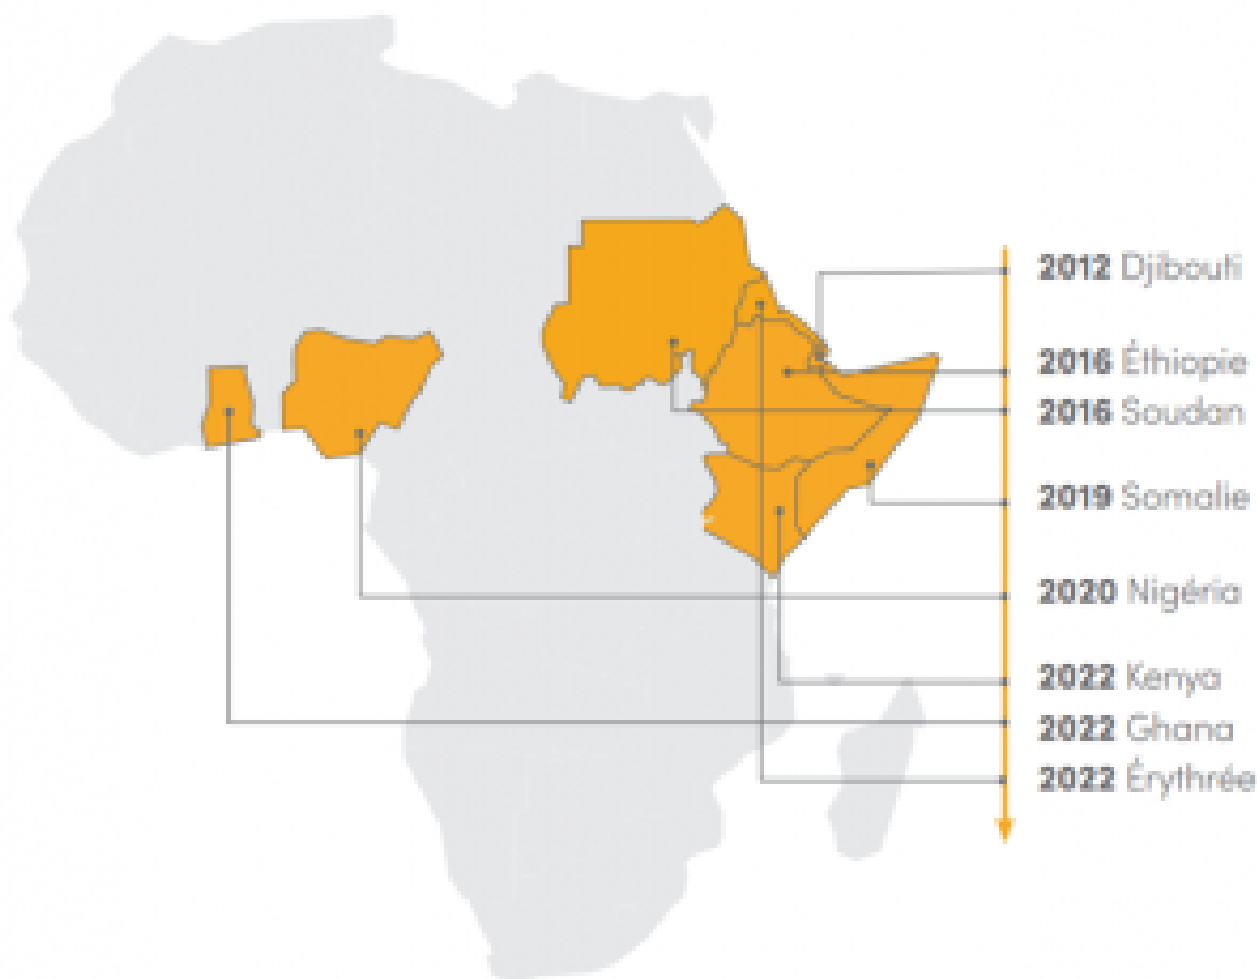 2012 Djibouti
2016 Éthiopie
2016 Soudan
2019 Somalie
2020 Nigéria
2022 Kenya
2022 Ghana
2022 Érythrée